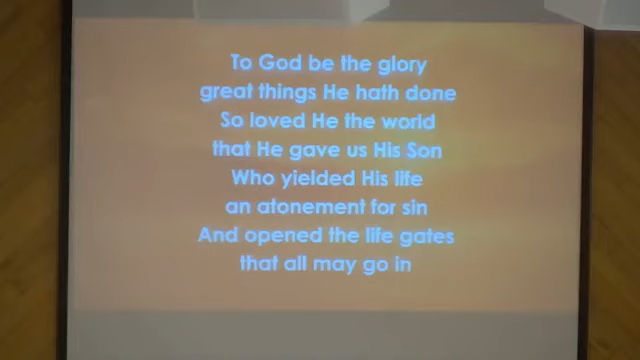 To God be the glory
great things He hath done
So loved He the world
that He gave us His Son
Who yielded His life
an atonement for sin
And opened the life gates
that all may go in